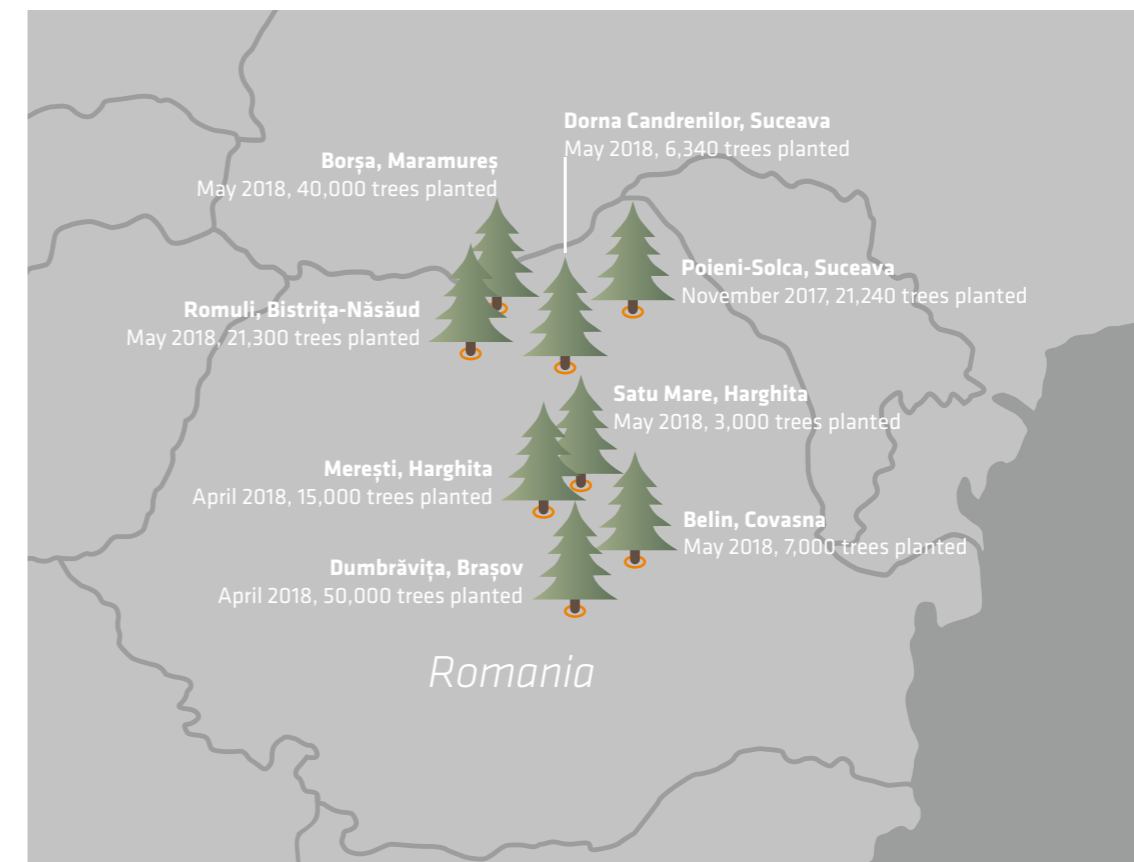 Dorna Candrenilor, Suceava
May 2018, 6,340 trees planted
Borșa, Maramureș
May 2018, 40,000 trees planted
Poieni-Solca, Suceava
November 2017, 21,240 trees planted
Romuli, Bistrița-Năsăud
May 2018, 21,300 trees planted
Satu Mare, Harghita
May 2018, 3,000 trees planted
Merești, Harghita
April 2018, 15,000 trees planted
Belin, Covasna
May 2018, 7,000 trees planted
Dumbrăvița, Brașov
April 2018, 50,000 trees planted
Romania